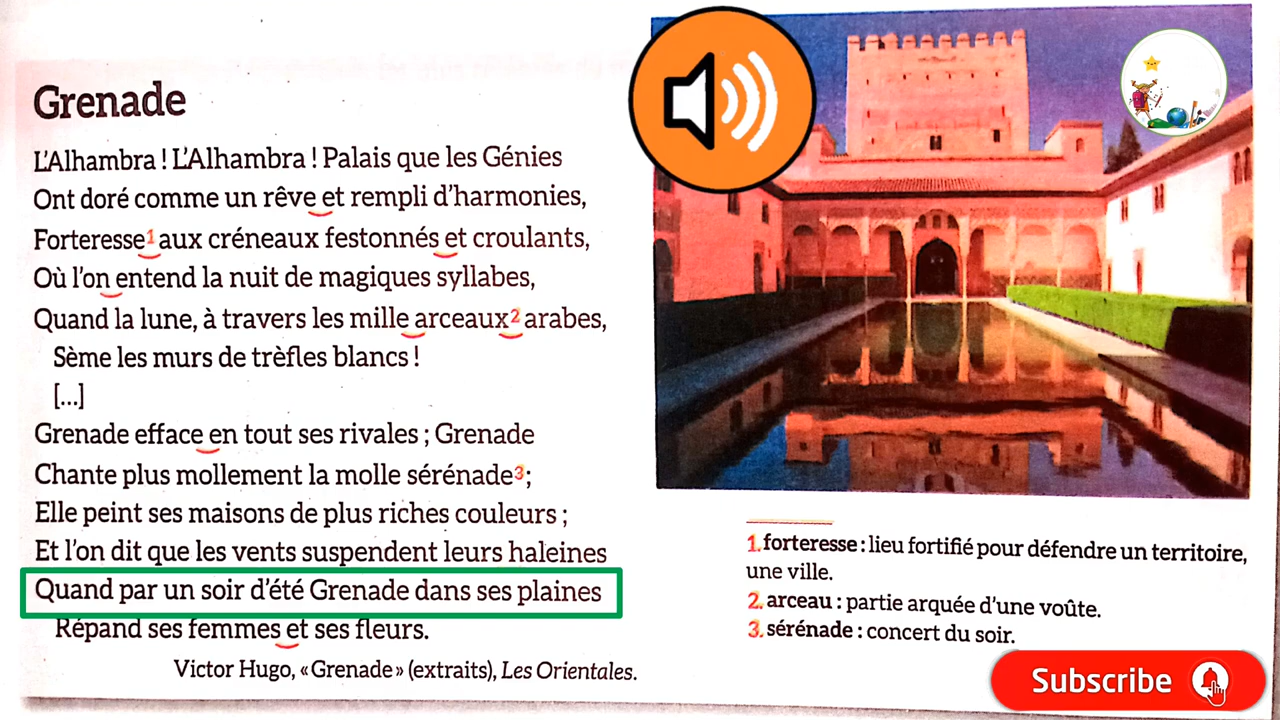 Grenade
L'Alhambra ! L'Alhambra ! Palais que les Génies
Ont doré comme un rêve et rempli d'harmonies,
Forteresse1 aux créneaux festonnés et croulants,
Où l'on entend la nuit de magiques syllabes,
Quand la lune, à travers les mille arceaux2 arabes,
Sème les murs de trèfles blancs !
[...]
Grenade efface en tout ses rivales ; Grenade
Chante plus mollement la molle sérénade3;
Elle peint ses maisons de plus riches couleurs ;
Et l'on dit que les vents suspendent leurs haleines
Quand par un soir d'été Grenade dans ses plaines
Répand ses femmes et ses fleurs.
Victor Hugo, «Grenade» (extraits), Les Orientales.
1. forteresse : lieu fortifié pour défendre un territoire,
une ville.
2. arceau : partie arquée d'une voûte.
3. sérénade : concert du soir.
Subscribe